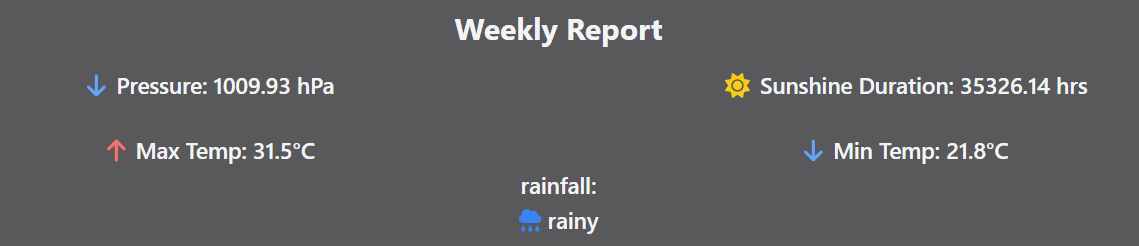 Weekly Report
Pressure: 1009.93 hPa
Sunshine Duration: 35326.14 hrs
Max Temp: 31.5°C
Min Temp: 21.8°C
rainfall:
rainy